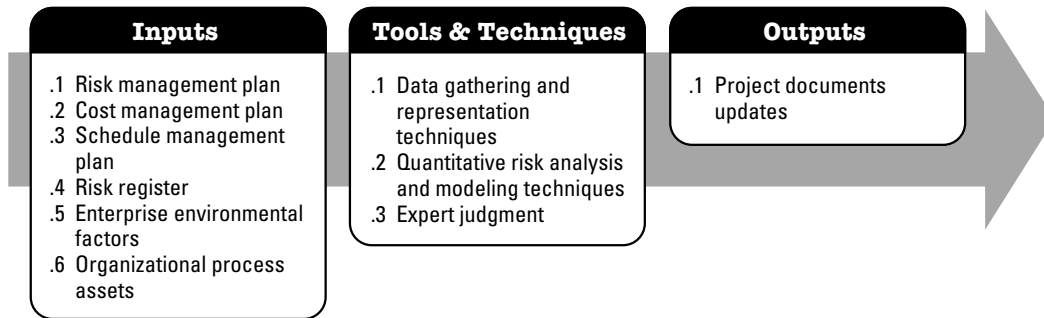 Inputs
.1 Risk management plan
.2 Cost management plan
.3 Schedule management
plan
.4 Risk register
.5 Enterprise environmental
factors
.6 Organizational process
assets
Tools & Techniques
.1 Data gathering and
representation
techniques
.2 Quantitative risk analysis
and modeling techniques
.3 Expert judgment
Outputs
.1 Project documents
updates